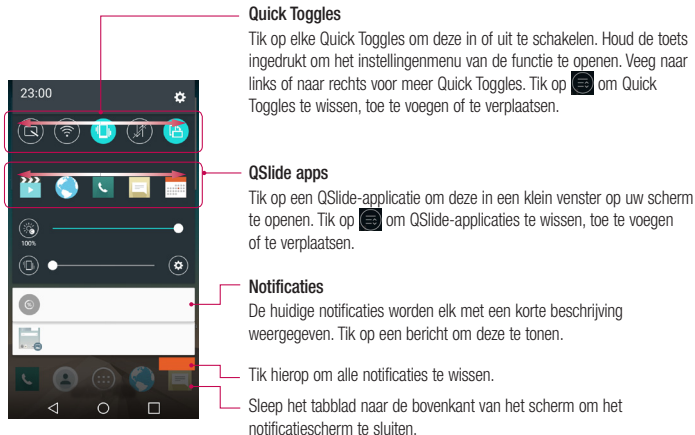 Quick Toggles
Tik op elke Quick Toggles om deze in of uit te schakelen. Houd de toets
ingedrukt om het instellingenmenu van de functie te openen. Veeg naar
links of naar rechts voor meer Quick Toggles. Tik op om Quick
Toggles te wissen, toe te voegen of te verplaatsen.
23:00
QSlide apps
Tik op een QSlide-applicatie om deze in een klein venster op uw scherm
te openen. Tik op om QSlide-applicaties te wissen, toe te voegen
of te verplaatsen.
100%
Notificaties
De huidige notificaties worden elk met een korte beschrijving
weergegeven. Tik op een bericht om deze te tonen.
Tik hierop om alle notificaties te wissen.
Sleep het tabblad naar de bovenkant van het scherm om het
notificatiescherm te sluiten.